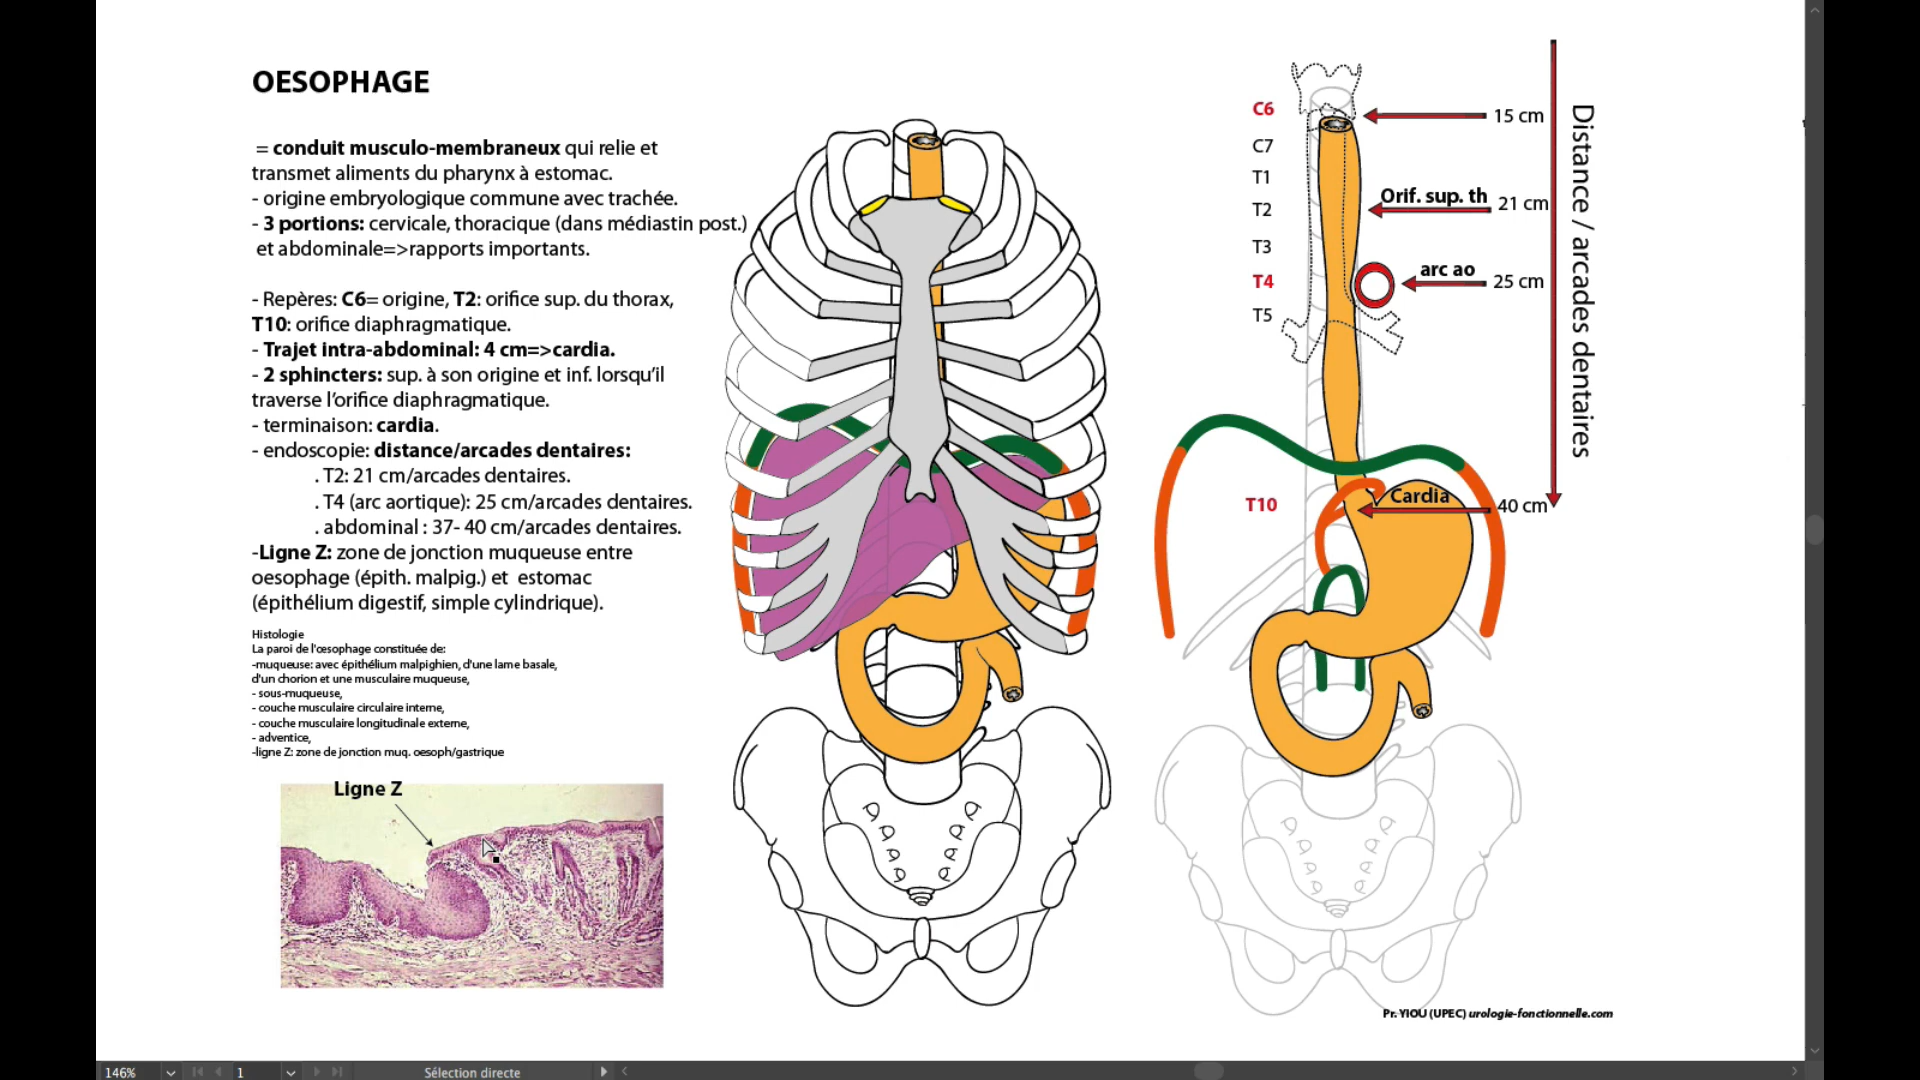 OESOPHAGE
= conduit musculo-membraneux qui relie et
transmet aliments du pharynx à estomac.
- origine embryologique commune avec trachée.
- 3 portions: cervicale, thoracique (dans médiastin post.)
et abdominale=>rapports importants.
- Repères: C6= origine, T2: orifice sup. du thorax,
T10: orifice diaphragmatique.
- Trajet intra-abdominal: 4 cm=>cardia.
- 2 sphincters: sup. à son origine et inf. lorsqu'il
traverse l'orifice diaphragmatique.
- terminaison: cardia.
- endoscopie: distance/arcades dentaires:
. T2: 21 cm/arcades dentaires.
. T4 (arc aortique): 25 cm/arcades dentaires.
. abdominal : 37- 40 cm/arcades dentaires.
-Ligne Z: zone de jonction muqueuse entre
oesophage (épith. malpig.) et estomac
(épithélium digestif, simple cylindrique).
Histologie
La paroi de l'œsophage constituée de:
-muqueuse: avec épithélium malpighien, d'une lame basale,
d'un chorion et une musculaire muqueuse,
- sous-muqueuse,
- couche musculaire circulaire interne,
- couche musculaire longitudinale externe,
- adventice,
-ligne Z: zone de jonction muq. oesoph/gastrique
Ligne Z
C6
15 cm
C7
T1
T2
Orif. sup. th
21 cm
T3
T4
arc ao
25 cm
T5
T10
Cardia
40 cm
Distance / arcades dentaires
Pr. YIOU (UPEC) urologie-fonctionnelle.com
146%
1
Sélection directe